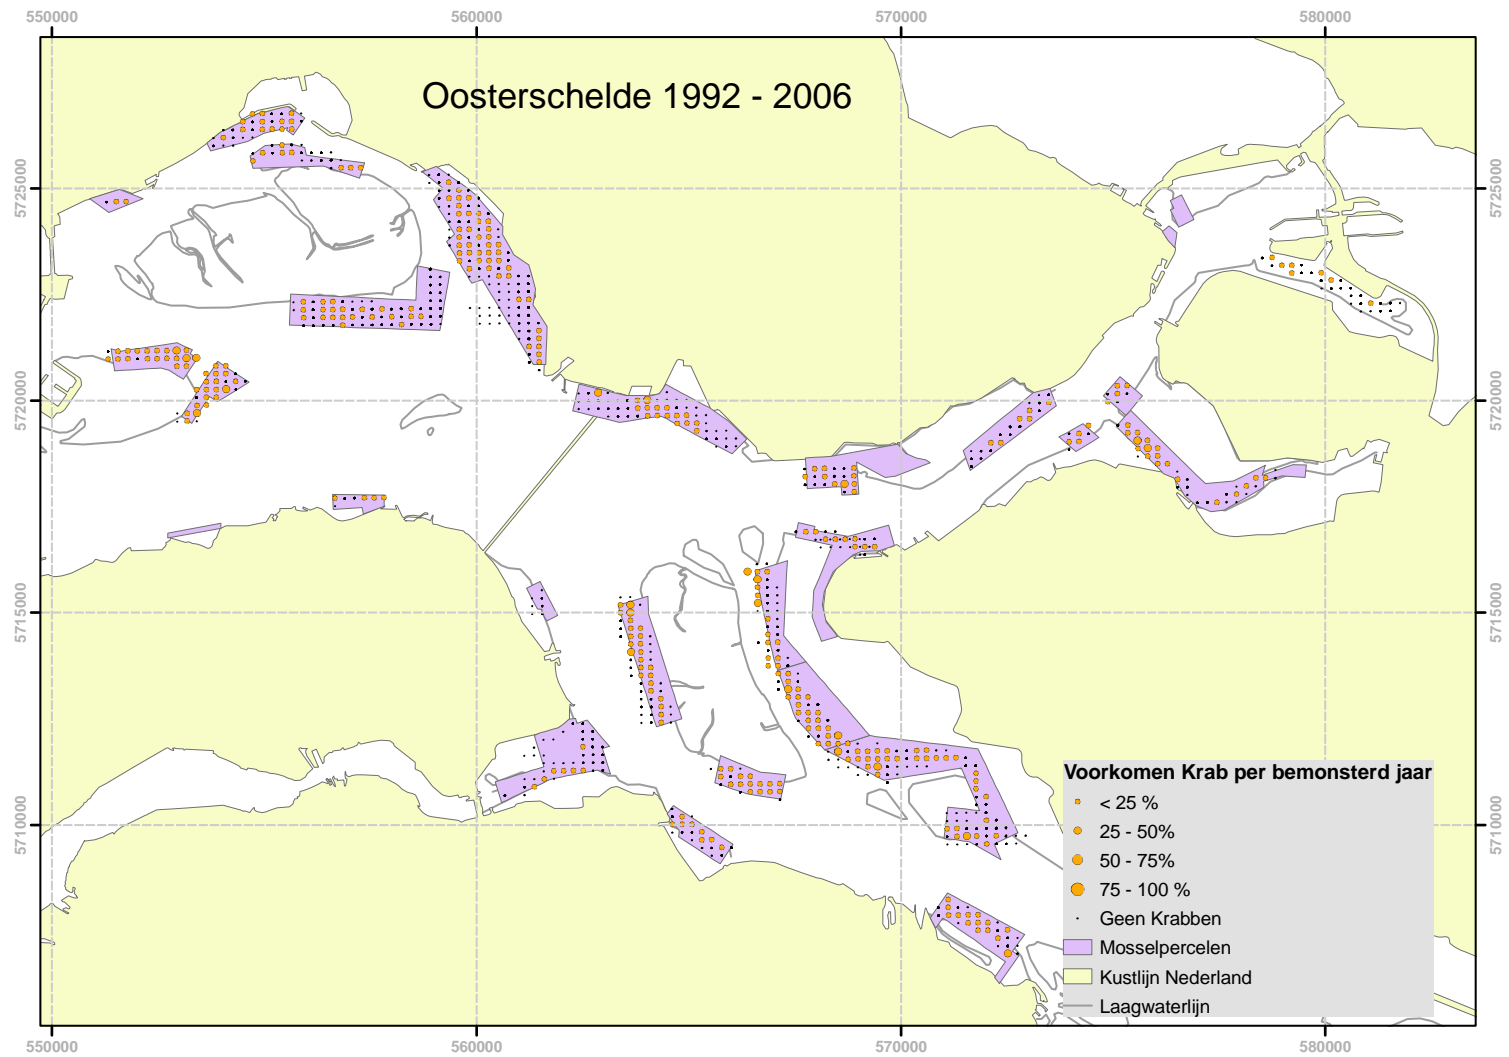 550000 560000 570000 580000
Oosterschelde 1992 - 2006
5725000 5725000
5720000 5720000
5715000 5715000
5710000 5710000
Voorkomen Krab per bemonsterd jaar
< 25 %
25 - 50%
50 - 75%
75 - 100 %
Geen Krabben
Mosselpercelen
Kustlijn Nederland
Laagwaterlijn
550000 560000 570000 580000